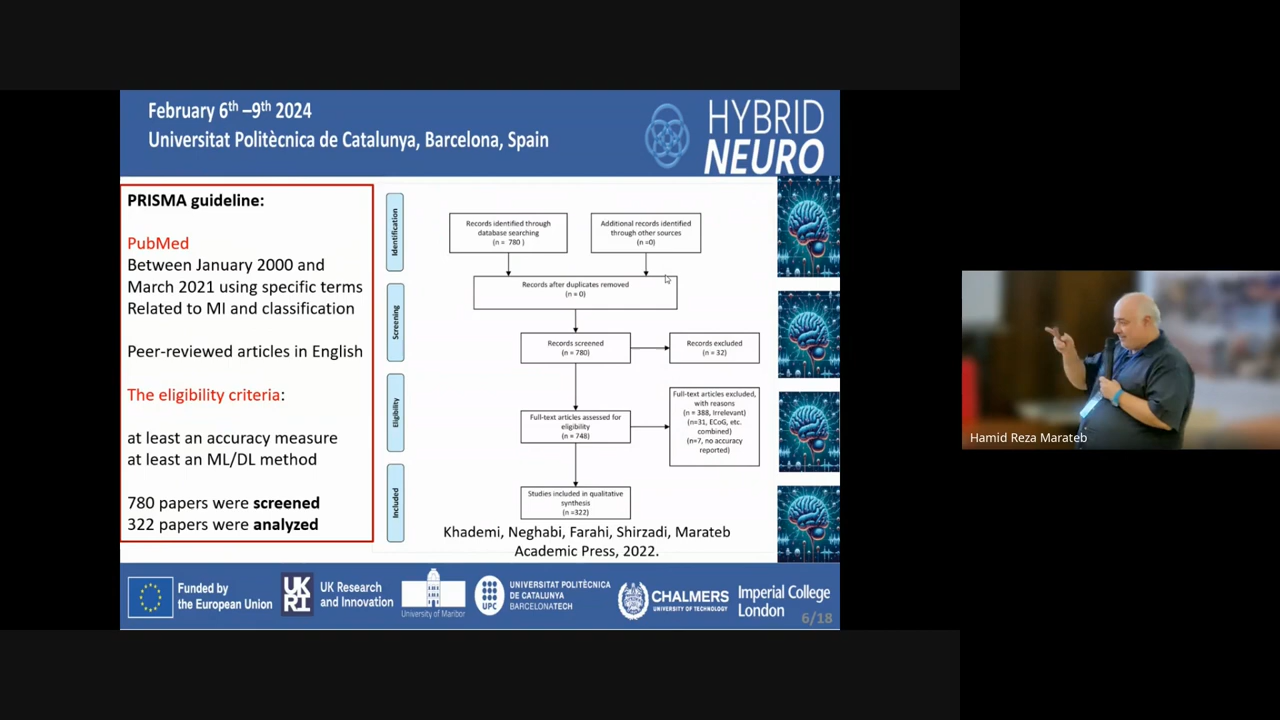 February 6th –9th 2024
Universitat Politècnica de Catalunya, Barcelona, Spain
HYBRID
NEURO
PRISMA guideline:
PubMed
Between January 2000 and
March 2021 using specific terms
Related to MI and classification
Peer-reviewed articles in English
The eligibility criteria:
at least an accuracy measure
at least an ML/DL method
780 papers were screened
322 papers were analyzed
Identification
Screening
Eligibility
Included
Records identified through
database searching
(n = 780 )
Additional records identified
through other sources
(n =0)
Records after duplicates removed
(n = 0)
Records screened
(n = 780)
Records excluded
(n = 32)
Full-text articles assessed for
eligibility
(n = 748)
Full-text articles excluded,
with reasons
(n = 388, Irrelevant)
(n=31, ECoG, etc.
combined)
(n=7, no accuracy
reported)
Studies included in qualitative
synthesis
(n =322)
Khademi, Neghabi, Farahi, Shirzadi, Marateb
Academic Press, 2022.
Funded by
the European Union
UK
RI
UK Research
and Innovation
University of Maribor
UPC
UNIVERSITAT POLITÈCNICA
DE CATALUNYA
BARCELONATECH
CHALMERS
UNIVERSITY OF TECHNOLOGY
Imperial College
London
6/18
Hamid Reza Marateb